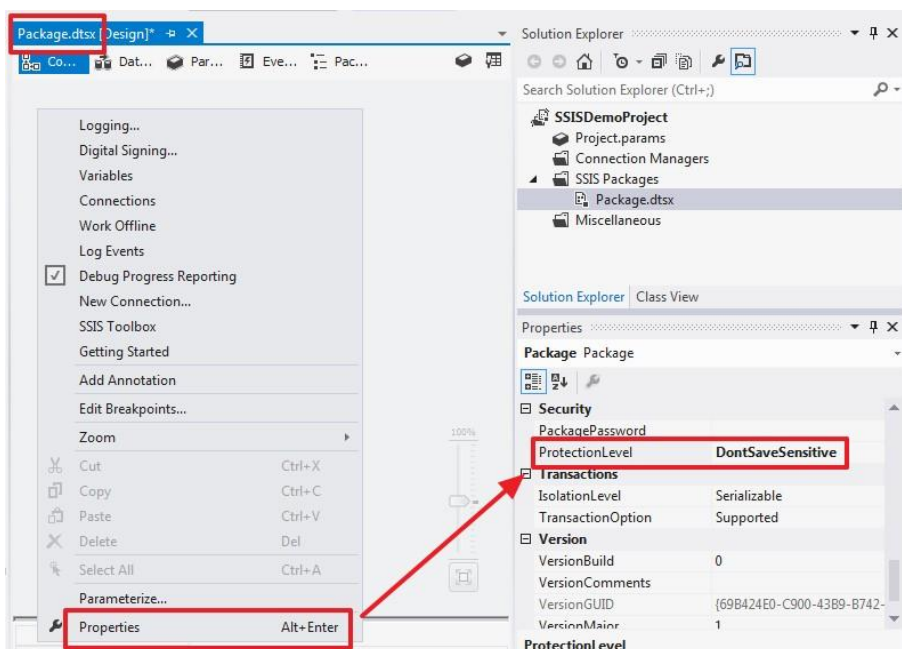 Package.dtsx [Design]*
Co... Dat... Par... Eve... Pac...
Logging...
Digital Signing...
Variables
Connections
Work Offline
Log Events
Debug Progress Reporting
New Connection...
SSIS Toolbox
Getting Started
Add Annotation
Edit Breakpoints...
Zoom
Cut Ctrl+X
Copy Ctrl+C
Paste Ctrl+V
Delete Del
Select All Ctrl+A
Parameterize...
Properties Alt+Enter
100%
Solution Explorer
Search Solution Explorer (Ctrl+;)
SSISDemoProject
Project.params
Connection Managers
SSIS Packages
Package.dtsx
Miscellaneous
Solution Explorer Class View
Properties
Package Package
Security
PackagePassword
ProtectionLevel DontSaveSensitive
Transactions
IsolationLevel Serializable
TransactionOption Supported
Version
VersionBuild 0
VersionComments
VersionGUID {69B424E0-C900-43B9-B742-
VersionMajor 1
ProtectionLevel